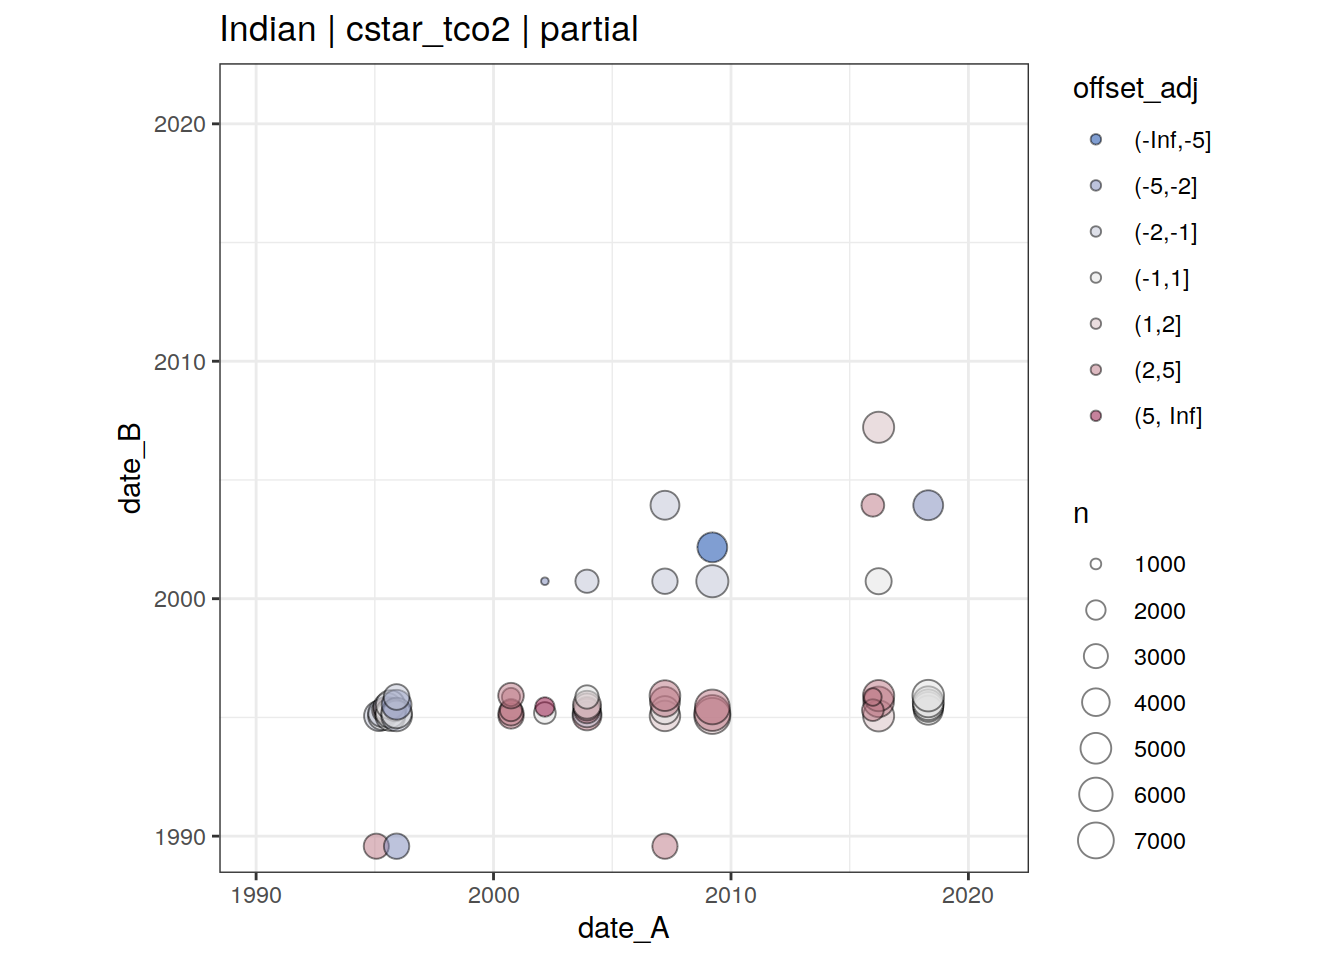 Indian | cstar_tco2 | partial
2020
2010
2000
1990
date_B
1990
2000
2010
2020
date_A
offset_adj
(-Inf,-5]
(-5,-2]
(-2,-1]
(-1,1]
(1,2]
(2,5]
(5, Inf]
n
1000
2000
3000
4000
5000
6000
7000